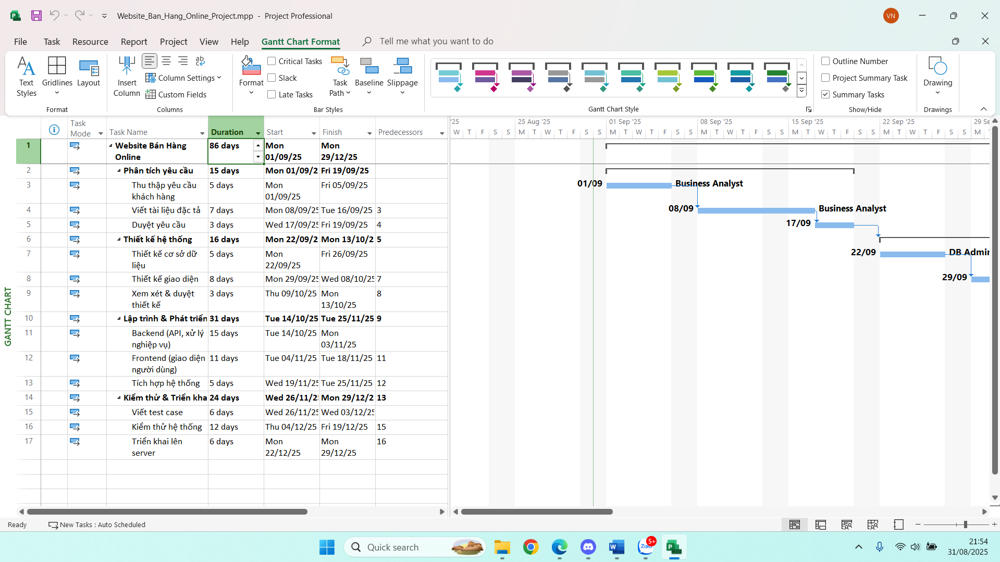 Website_Ban_Hang_Online_Project.mpp - Project Professional
VN
File Task Resource Report Project View Help Gantt Chart Format Tell me what you want to do
Text Styles
Gridlines
Layout
Format
Insert Column
Column Settings
Custom Fields
Columns
Format
Critical Tasks
Slack
Late Tasks
Task Path
Baseline
Slippage
Bar Styles
Gantt Chart Style
Outline Number
Project Summary Task
Summary Tasks
Show/Hide
Drawing
Drawings
Task Mode Task Name Duration Start Finish Predecessors
'25 25 Aug '25 01 Sep '25 08 Sep '25 15 Sep '25 22 Sep '25
W T F S S M T W T F S S M T W T F S S M T W T F S S M T W T F S S M T W T F S S M
GANTT CHART
1 Website Bán Hàng Online 86 days Mon 01/09/25 Mon 29/12/25
2 Phân tích yêu cầu 15 days Mon 01/09/2 Fri 19/09/25
3 Thu thập yêu cầu khách hàng 5 days Mon 01/09/25 Fri 05/09/25
4 Viết tài liệu đặc tả 7 days Mon 08/09/25 Tue 16/09/25 3
5 Duyệt yêu cầu 3 days Wed 17/09/25 Fri 19/09/25 4
6 Thiết kế hệ thống 16 days Mon 22/09/2 Mon 13/10/2 5
7 Thiết kế cơ sở dữ liệu 5 days Mon 22/09/25 Fri 26/09/25
8 Thiết kế giao diện 8 days Mon 29/09/25 Wed 08/10/25 7
9 Xem xét & duyệt thiết kế 3 days Thu 09/10/25 Mon 13/10/25 8
10 Lập trình & Phát triển 31 days Tue 14/10/25 Tue 25/11/25 9
11 Backend (API, xử lý nghiệp vụ) 15 days Tue 14/10/25 Mon 03/11/25
12 Frontend (giao diện người dùng) 11 days Tue 04/11/25 Tue 18/11/25 11
13 Tích hợp hệ thống 5 days Wed 19/11/25 Tue 25/11/25 12
14 Kiểm thử & Triển kha 24 days Wed 26/11/2 Mon 29/12/2 13
15 Viết test case 6 days Wed 26/11/25 Wed 03/12/25
16 Kiểm thử hệ thống 12 days Thu 04/12/25 Fri 19/12/25 15
17 Triển khai lên server 6 days Mon 22/12/25 Mon 29/12/25 16
01/09 Business Analyst
08/09 Business Analyst
17/09
22/09 DB Admin
29/09
Ready New Tasks : Auto Scheduled
Quick search
Zalo 5+
21:54
31/08/2025